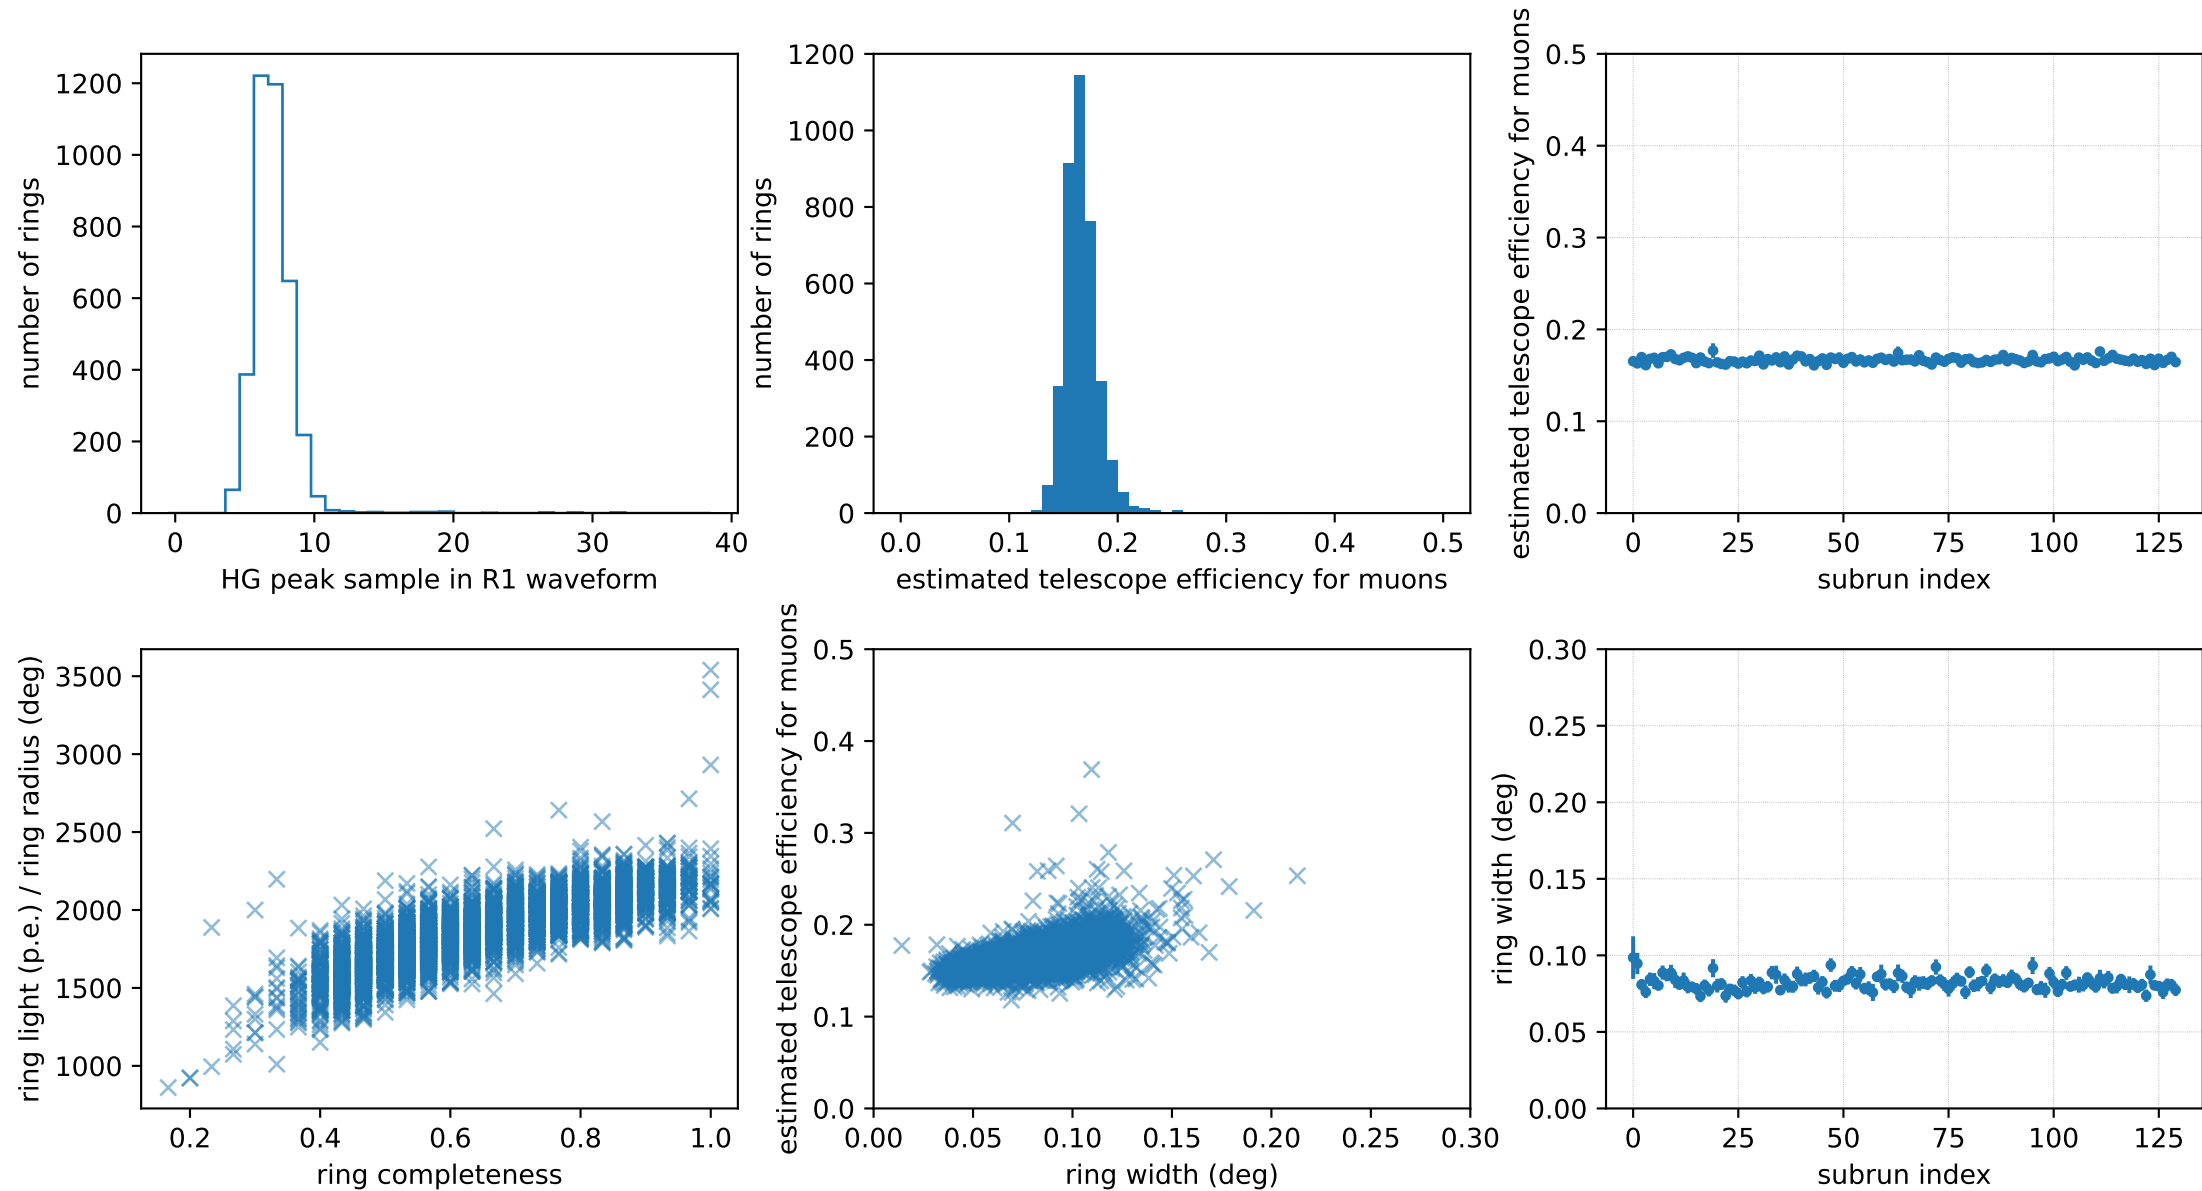 number of rings
1200
1000
800
600
400
200
0
0 10 20 30 40
HG peak sample in R1 waveform
number of rings
1200
1000
800
600
400
200
0
0.0 0.1 0.2 0.3 0.4 0.5
estimated telescope efficiency for muons
estimated telescope efficiency for muons
0.5
0.4
0.3
0.2
0.1
0.0
0 25 50 75 100 125
subrun index
ring light (p.e.) / ring radius (deg)
3500
3000
2500
2000
1500
1000
0.2 0.4 0.6 0.8 1.0
ring completeness
estimated telescope efficiency for muons
0.5
0.4
0.3
0.2
0.1
0.0
0.00 0.05 0.10 0.15 0.20 0.25 0.30
ring width (deg)
ring width (deg)
0.30
0.25
0.20
0.15
0.10
0.05
0.00
0 25 50 75 100 125
subrun index